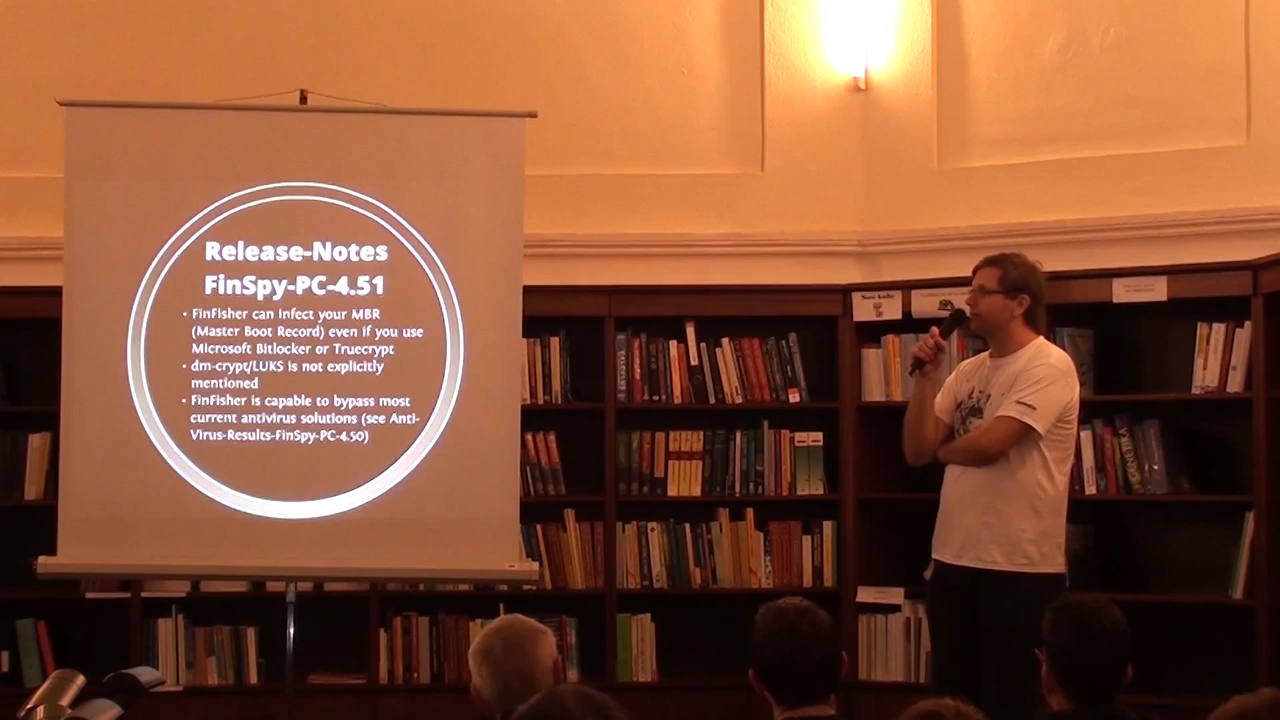 Release-Notes
FinSpy-PC-4.51
• FinFisher can infect your MBR
(Master Boot Record) even if you use
Microsoft Bitlocker or Truecrypt
• dm-crypt/LUKS is not explicitly
mentioned
• FinFisher is capable to bypass most
current antivirus solutions (see Anti-
Virus-Results-FinSpy-PC-4.50)
GENETIKA